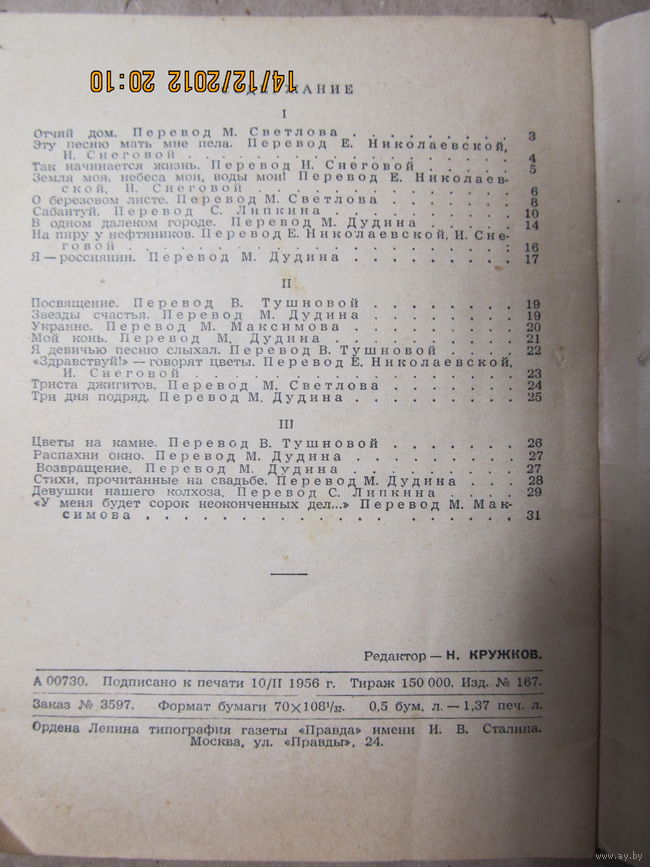 14/12/2012 20:10
СОДЕРЖАНИЕ
I
Отчий дом. Перевод М. Светлова . . . . . . . . 3
Эту песню мать мне пела. Перевод Е. Николаевской,
И. Снеговой . . . . . . . . . . . . . . . 4
Так начинается жизнь. Перевод И. Снеговой . . . . . 5
Земля моя, небеса мои, воды мои! Перевод Е. Николаев-
ской, И. Снеговой . . . . . . . . . . . . 6
О березовом листе. Перевод М. Светлова . . . . . . 8
Сабантуй. Перевод С. Липкина . . . . . . . . . 10
В одном далеком городе. Перевод М. Дудина . . . . 14
На пиру у нефтяников. Перевод Е. Николаевской, И. Сне-
говой . . . . . . . . . . . . . . . . . 16
Я — россиянин. Перевод М. Дудина . . . . . . . . 17
II
Посвящение. Перевод В. Тушновой . . . . . . . 19
Звезды счастья. Перевод М. Дудина . . . . . . . 19
Украине. Перевод М. Максимова . . . . . . . . 20
Мой конь. Перевод М. Дудина . . . . . . . . . 21
Я девичью песню слыхал. Перевод В. Тушновой . . . . 22
«Здравствуй!» — говорят цветы. Перевод Е. Николаевской,
И. Снеговой . . . . . . . . . . . . . . . 23
Триста джигитов. Перевод М. Светлова . . . . . . 24
Три дня подряд. Перевод М. Дудина . . . . . . . . 25
III
Цветы на камне. Перевод В. Тушновой . . . . . . 26
Распахни окно. Перевод М. Дудина . . . . . . . . 27
Возвращение. Перевод М. Дудина . . . . . . . . 27
Стихи, прочитанные на свадьбе. Перевод М. Дудина . . . 28
Девушки нашего колхоза. Перевод С. Липкина . . . . 29
«У меня будет сорок неоконченных дел...» Перевод М. Мак-
симова . . . . . . . . . . . . . . . . . 31
Редактор — Н. КРУЖКОВ.
А 00730. Подписано к печати 10/II 1956 г. Тираж 150 000. Изд. № 167.
Заказ № 3597. Формат бумаги 70×108¹/₃₂. 0,5 бум. л. — 1,37 печ. л.
Ордена Ленина типография газеты «Правда» имени И. В. Сталина.
Москва, ул. «Правды», 24.
www.ay.by